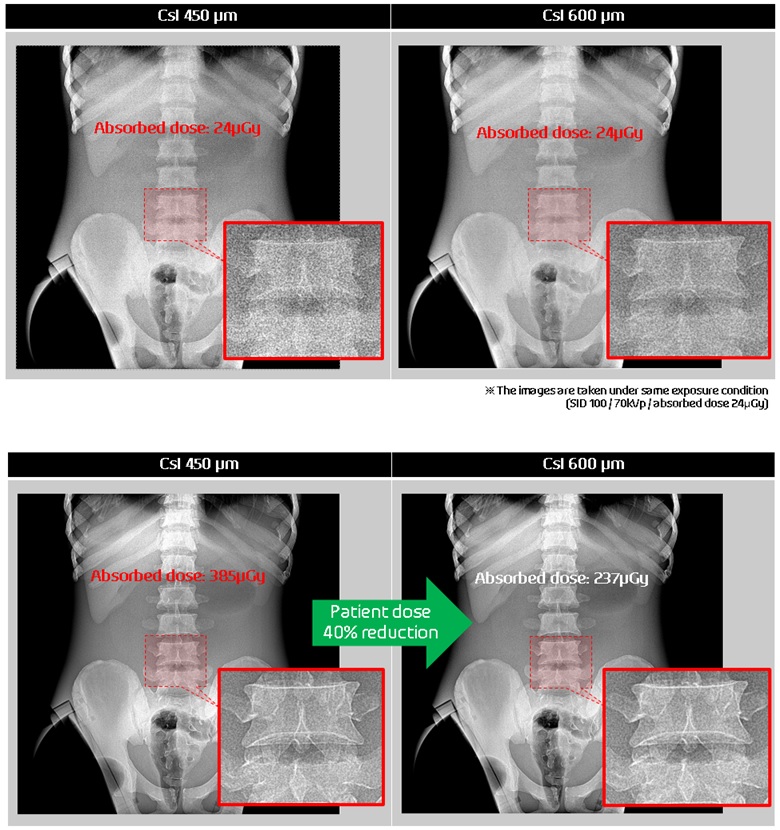 CsI 450 μm
CsI 600 μm
Absorbed dose: 24μGy
Absorbed dose: 24μGy
※ The images are taken under same exposure condition
(SID 100 / 70kVp / absorbed dose 24μGy)
CsI 450 μm
CsI 600 μm
Absorbed dose: 385μGy
Absorbed dose: 237μGy
Patient dose
40% reduction